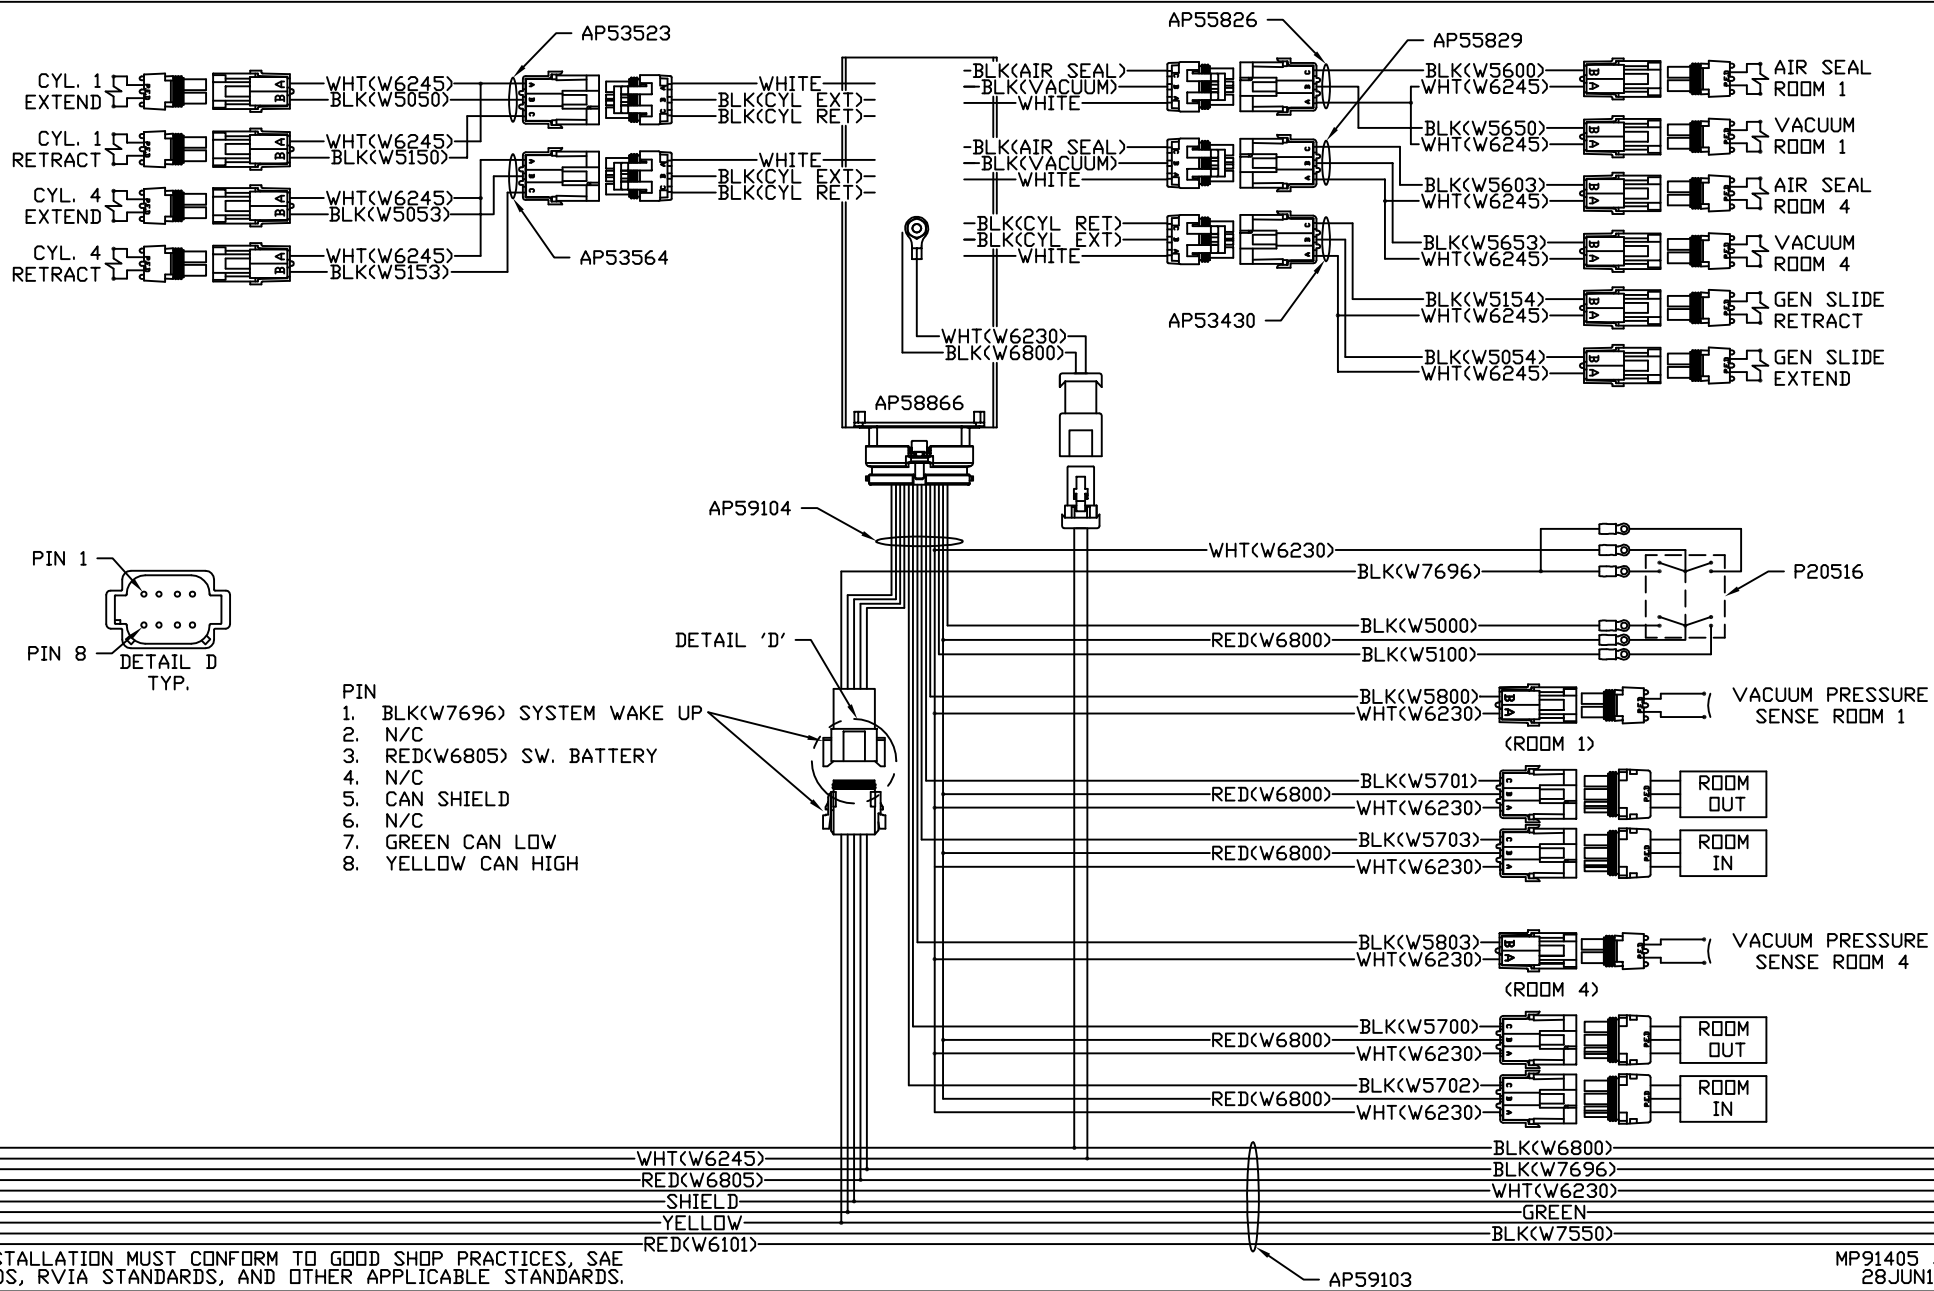 AP53523
CYL. 1
EXTEND
WHT(W6245)
BLK(W5050)
CYL. 1
RETRACT
WHT(W6245)
BLK(W5150)
CYL. 4
EXTEND
WHT(W6245)
BLK(W5053)
CYL. 4
RETRACT
WHT(W6245)
BLK(W5153)
AP53564
A
B
C
WHITE
BLK(CYL EXT)
BLK(CYL RET)
WHITE
BLK(CYL EXT)
BLK(CYL RET)
AP55826
AP55829
BLK(AIR SEAL)
BLK(VACUUM)
WHITE
BLK(AIR SEAL)
BLK(VACUUM)
WHITE
BLK(CYL RET)
BLK(CYL EXT)
WHITE
AP53430
BLK(W5600)
WHT(W6245)
AIR SEAL
ROOM 1
BLK(W5650)
WHT(W6245)
VACUUM
ROOM 1
BLK(W5603)
WHT(W6245)
AIR SEAL
ROOM 4
BLK(W5653)
WHT(W6245)
VACUUM
ROOM 4
BLK(W5154)
WHT(W6245)
GEN SLIDE
RETRACT
BLK(W5054)
WHT(W6245)
GEN SLIDE
EXTEND
WHT(W6230)
BLK(W6800)
AP58866
AP59104
WHT(W6230)
BLK(W7696)
P20516
BLK(W5000)
RED(W6800)
BLK(W5100)
PIN 1
PIN 8
DETAIL D
TYP.
DETAIL 'D'
PIN
1. BLK(W7696) SYSTEM WAKE UP
2. N/C
3. RED(W6805) SW. BATTERY
4. N/C
5. CAN SHIELD
6. N/C
7. GREEN CAN LOW
8. YELLOW CAN HIGH
BLK(W5800)
WHT(W6230)
(ROOM 1)
VACUUM PRESSURE
SENSE ROOM 1
BLK(W5701)
RED(W6800)
WHT(W6230)
ROOM
OUT
BLK(W5703)
RED(W6800)
WHT(W6230)
ROOM
IN
BLK(W5803)
WHT(W6230)
(ROOM 4)
VACUUM PRESSURE
SENSE ROOM 4
BLK(W5700)
RED(W6800)
WHT(W6230)
ROOM
OUT
BLK(W5702)
RED(W6800)
WHT(W6230)
ROOM
IN
BLK(W6800)
WHT(W6245)
BLK(W7696)
RED(W6805)
WHT(W6230)
SHIELD
GREEN
YELLOW
BLK(W7550)
RED(W6101)
STALLATION MUST CONFORM TO GOOD SHOP PRACTICES, SAE
DS, RVIA STANDARDS, AND OTHER APPLICABLE STANDARDS.
AP59103
MP91405
28JUN1